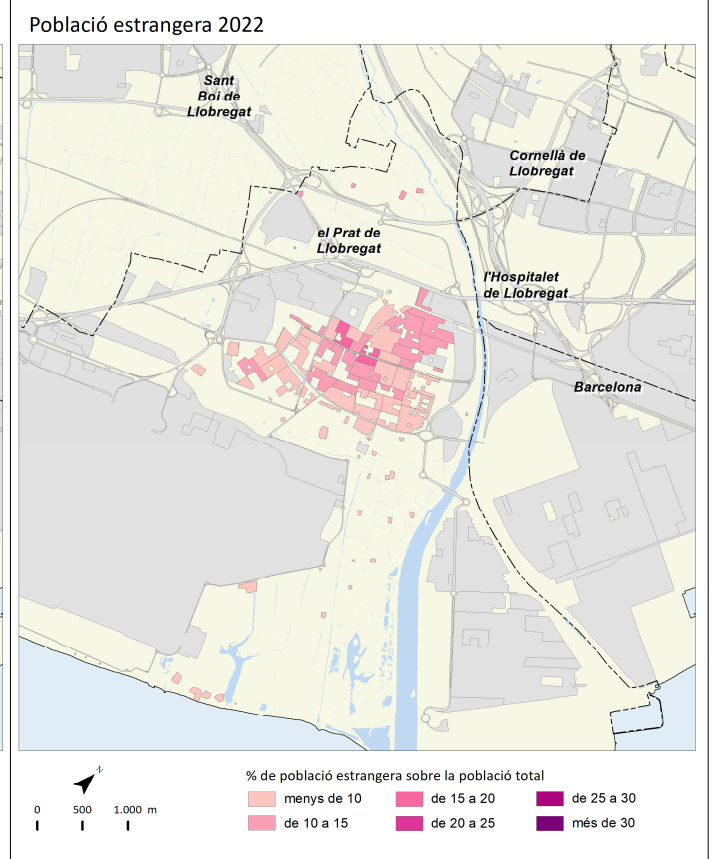 Població estrangera 2022
Sant
Boi de
Llobregat
Cornellà de
Llobregat
el Prat de
Llobregat
l'Hospitalet
de Llobregat
Barcelona
N
0 500 1.000 m
% de població estrangera sobre la població total
menys de 10
de 15 a 20
de 25 a 30
de 10 a 15
de 20 a 25
més de 30